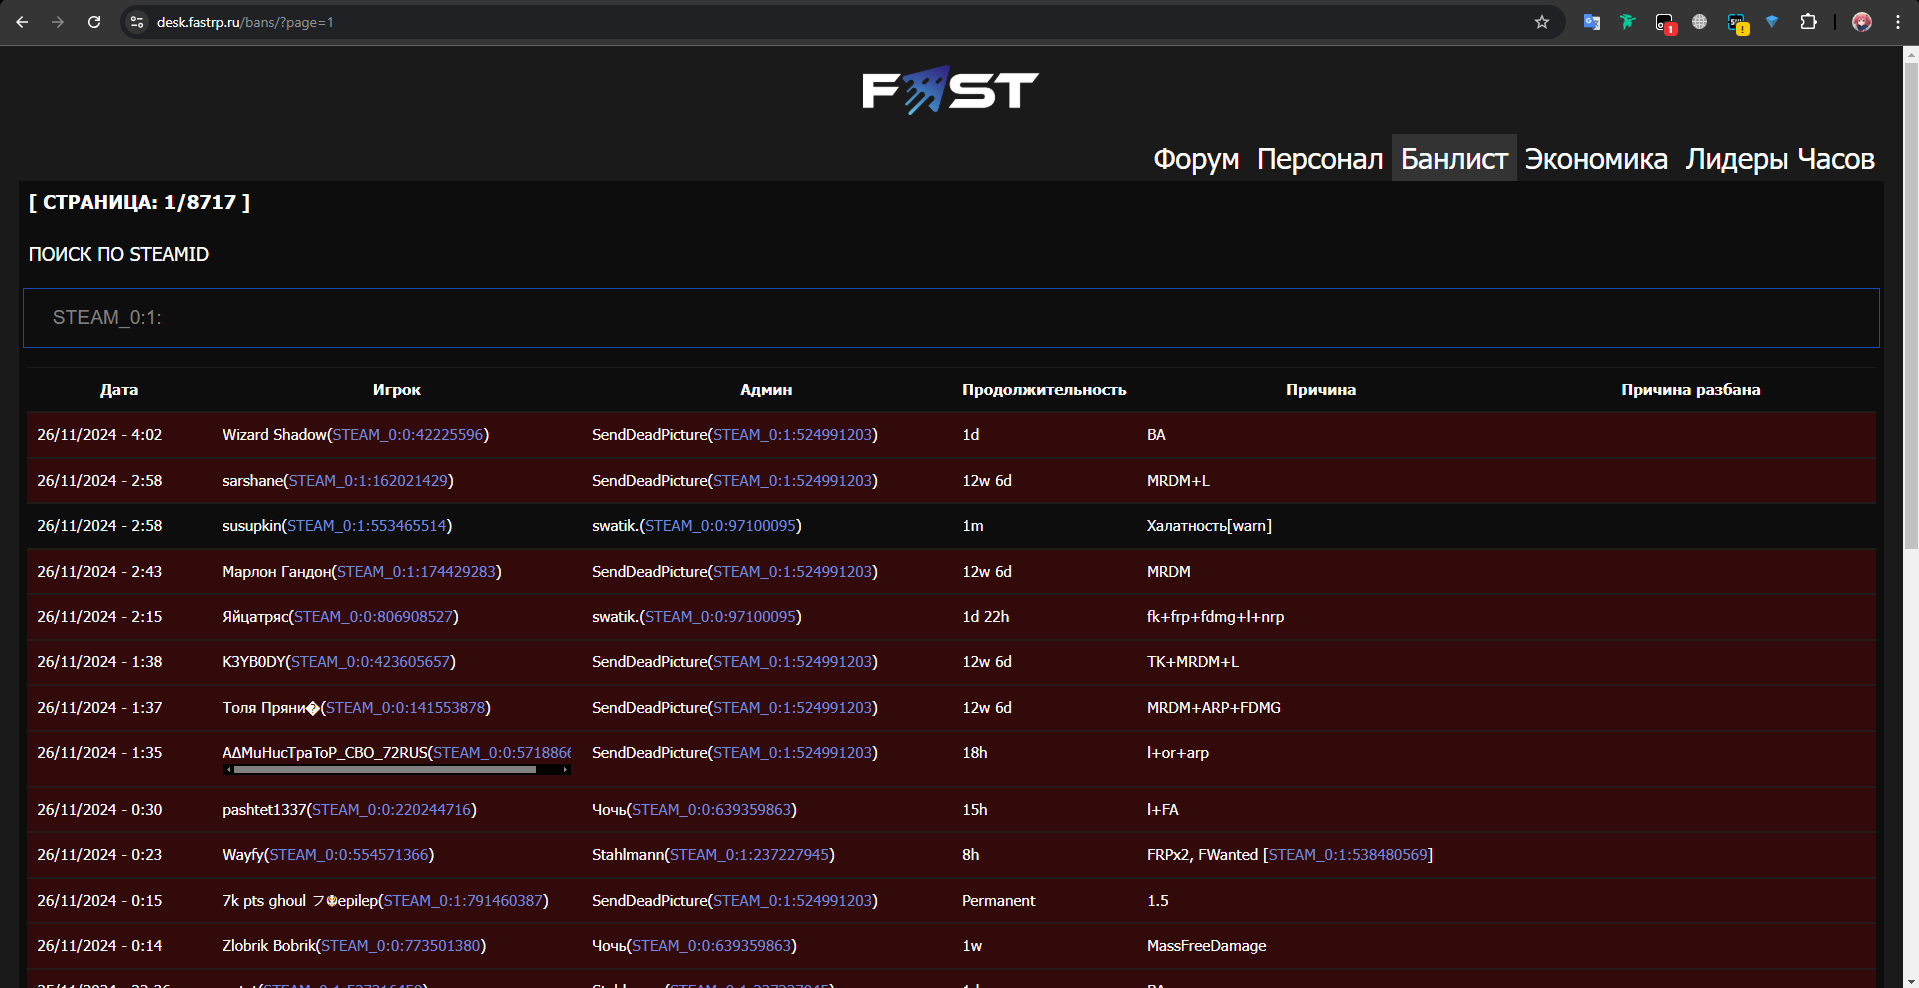 desk.fastrp.ru/bans/?page=1
FAST
Форум Персонал Банлист Экономика Лидеры Часов
[ СТРАНИЦА: 1/8717 ]
ПОИСК ПО STEAMID
STEAM_0:1:
Дата Игрок Админ Продолжительность Причина Причина разбана
26/11/2024 - 4:02 Wizard Shadow(STEAM_0:0:42225596) SendDeadPicture(STEAM_0:1:524991203) 1d BA
26/11/2024 - 2:58 sarshane(STEAM_0:1:162021429) SendDeadPicture(STEAM_0:1:524991203) 12w 6d MRDM+L
26/11/2024 - 2:58 susupkin(STEAM_0:1:553465514) swatik.(STEAM_0:0:97100095) 1m Халатность[warn]
26/11/2024 - 2:43 Марлон Гандон(STEAM_0:1:174429283) SendDeadPicture(STEAM_0:1:524991203) 12w 6d MRDM
26/11/2024 - 2:15 Яйцатряс(STEAM_0:0:806908527) swatik.(STEAM_0:0:97100095) 1d 22h fk+frp+fdmg+l+nrp
26/11/2024 - 1:38 K3YB0DY(STEAM_0:0:423605657) SendDeadPicture(STEAM_0:1:524991203) 12w 6d TK+MRDM+L
26/11/2024 - 1:37 Толя Пряни�(STEAM_0:0:141553878) SendDeadPicture(STEAM_0:1:524991203) 12w 6d MRDM+ARP+FDMG
26/11/2024 - 1:35 AΔMuHucTpaToP_CBO_72RUS(STEAM_0:0:5718866 SendDeadPicture(STEAM_0:1:524991203) 18h l+or+arp
26/11/2024 - 0:30 pashtet1337(STEAM_0:0:220244716) Чочь(STEAM_0:0:639359863) 15h l+FA
26/11/2024 - 0:23 Wayfy(STEAM_0:0:554571366) Stahlmann(STEAM_0:1:237227945) 8h FRPx2, FWanted [STEAM_0:1:538480569]
26/11/2024 - 0:15 7k pts ghoul フ☬epilep(STEAM_0:1:791460387) SendDeadPicture(STEAM_0:1:524991203) Permanent 1.5
26/11/2024 - 0:14 Zlobrik Bobrik(STEAM_0:0:773501380) Чочь(STEAM_0:0:639359863) 1w MassFreeDamage